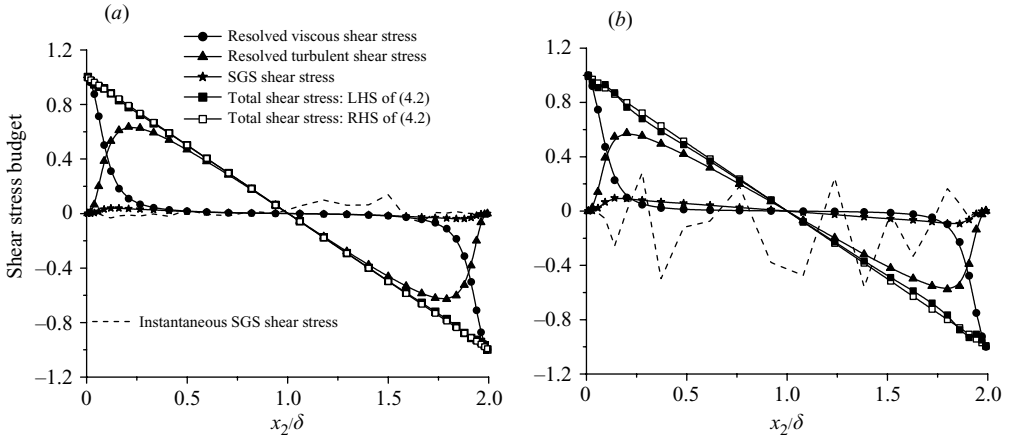 (a)
Resolved viscous shear stress
Resolved turbulent shear stress
SGS shear stress
Total shear stress: LHS of (4.2)
Total shear stress: RHS of (4.2)
Instantaneous SGS shear stress
Shear stress budget
1.2
0.8
0.4
0
–0.4
–0.8
–1.2
0 0.5 1.0 1.5 2.0
x₂/δ
(b)
1.2
0.8
0.4
0
–0.4
–0.8
–1.2
0 0.5 1.0 1.5 2.0
x₂/δ